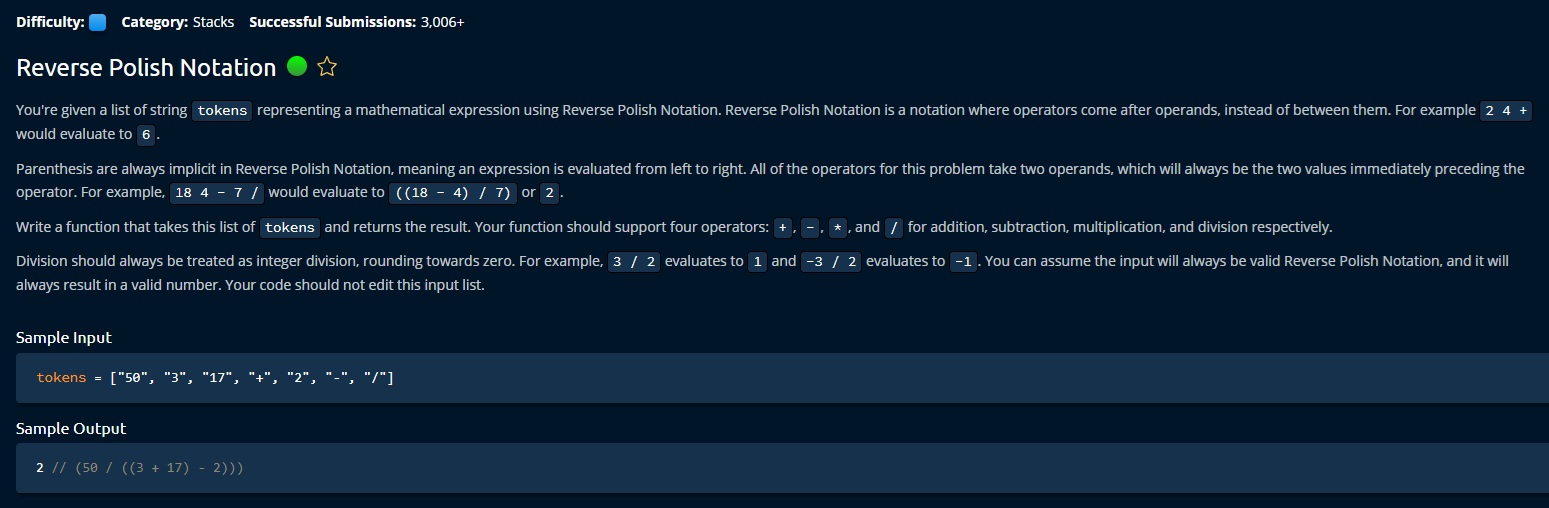 Difficulty: Category: Stacks Successful Submissions: 3,006+
Reverse Polish Notation
You're given a list of string tokens representing a mathematical expression using Reverse Polish Notation. Reverse Polish Notation is a notation where operators come after operands, instead of between them. For example 2 4 +
would evaluate to 6 .
Parenthesis are always implicit in Reverse Polish Notation, meaning an expression is evaluated from left to right. All of the operators for this problem take two operands, which will always be the two values immediately preceding the
operator. For example, 18 4 - 7 / would evaluate to ((18 - 4) / 7) or 2 .
Write a function that takes this list of tokens and returns the result. Your function should support four operators: + , - , * , and / for addition, subtraction, multiplication, and division respectively.
Division should always be treated as integer division, rounding towards zero. For example, 3 / 2 evaluates to 1 and -3 / 2 evaluates to -1 . You can assume the input will always be valid Reverse Polish Notation, and it will
always result in a valid number. Your code should not edit this input list.
Sample Input
tokens = ["50", "3", "17", "+", "2", "-", "/"]
Sample Output
2 // (50 / ((3 + 17) - 2)))